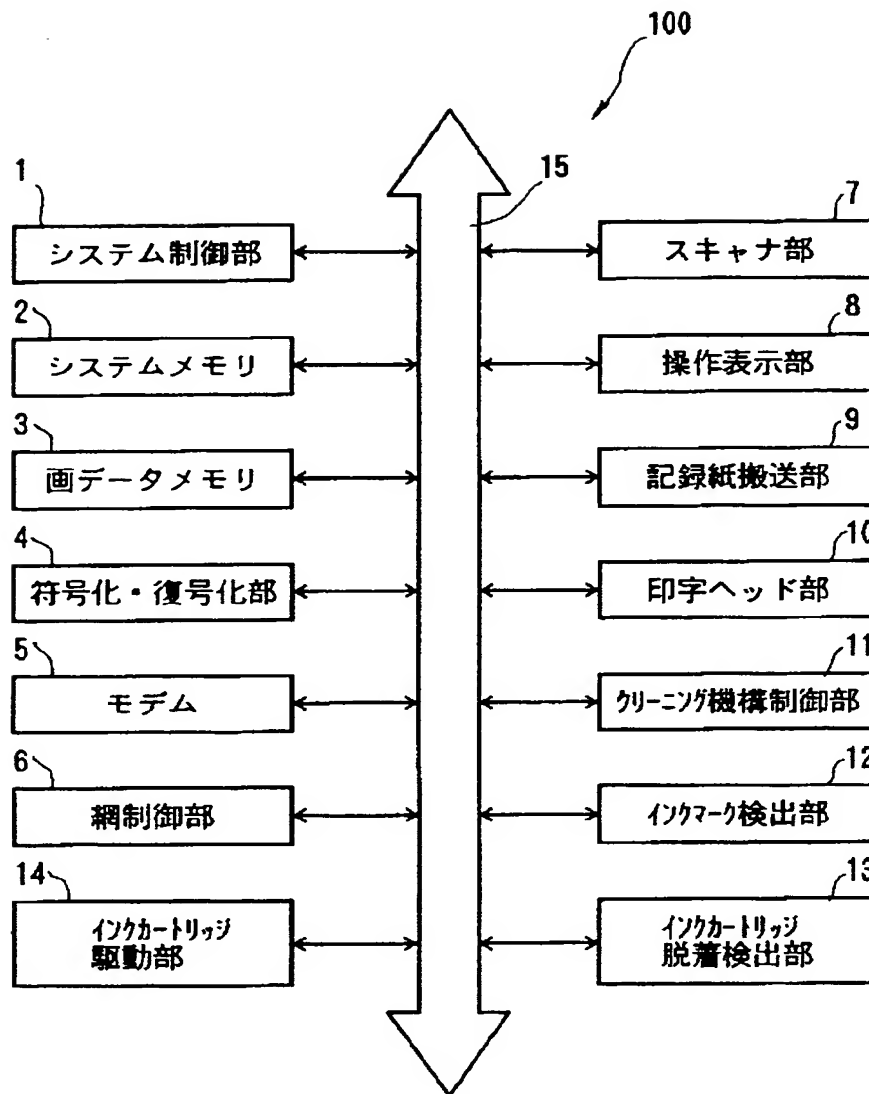 100
15
1
システム制御部
2
システムメモリ
3
画データメモリ
4
符号化・復号化部
5
モデム
6
網制御部
14
インクカートリッジ
駆動部
7
スキャナ部
8
操作表示部
9
記録紙搬送部
10
印字ヘッド部
11
クリーニング機構制御部
12
インクマーク検出部
13
インクカートリッジ
脱着検出部